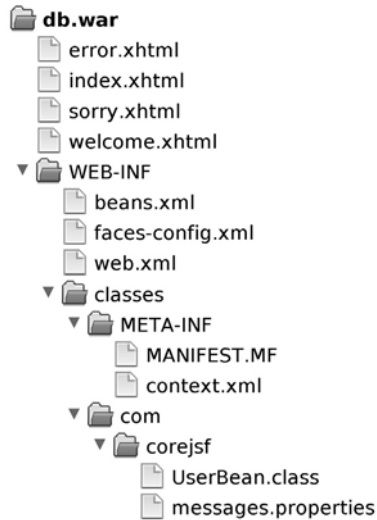 db.war
error.xhtml
index.xhtml
sorry.xhtml
welcome.xhtml
WEB-INF
beans.xml
faces-config.xml
web.xml
classes
META-INF
MANIFEST.MF
context.xml
com
corejsf
UserBean.class
messages.properties